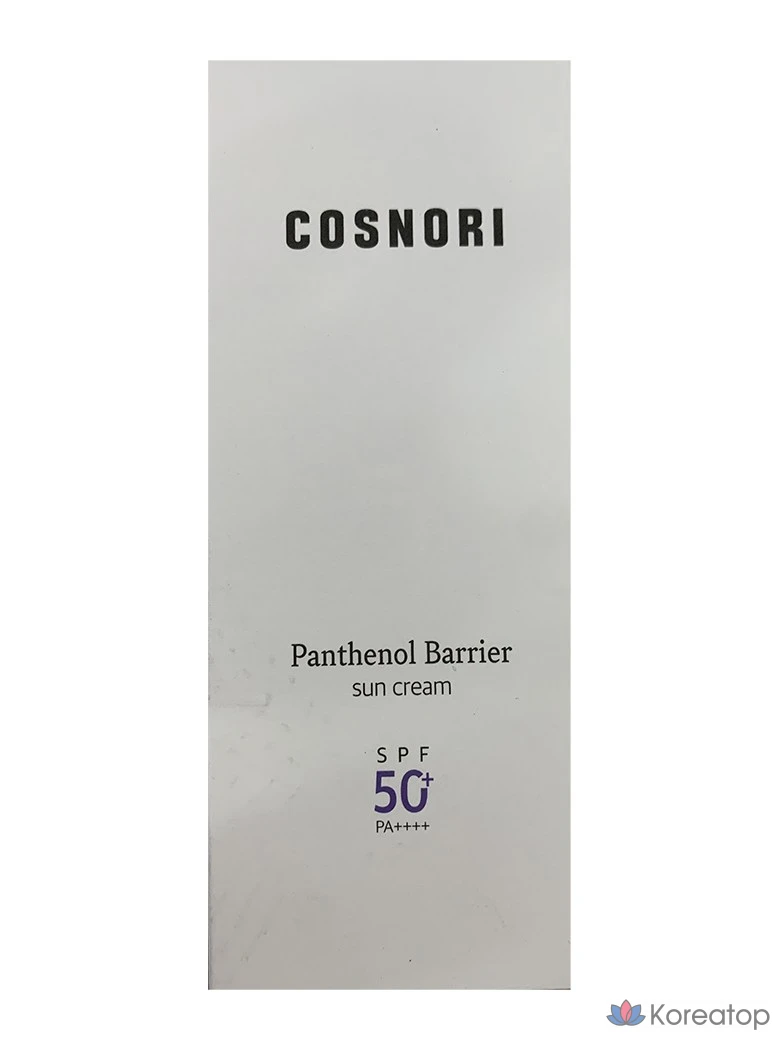 COSNORI
Panthenol Barrier
sun cream
SPF
50+
PA++++
Koreatop